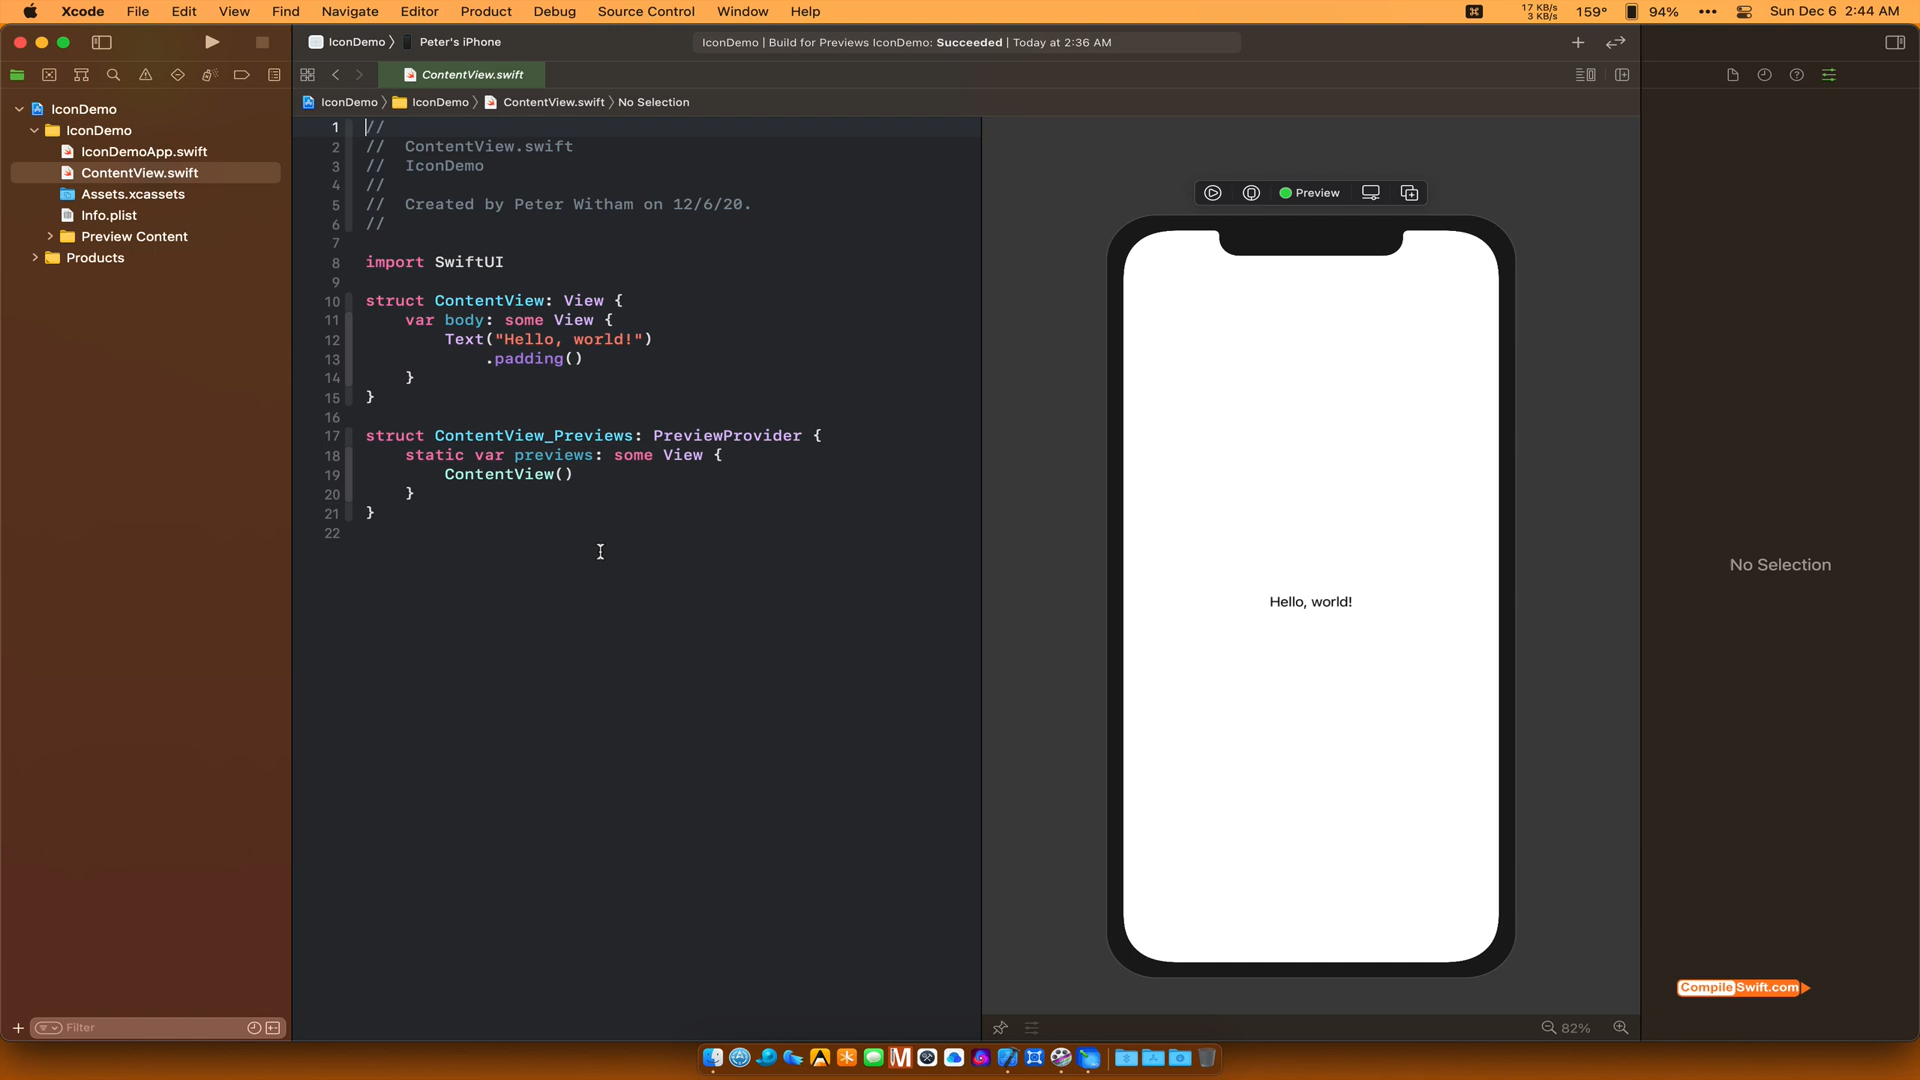 Xcode File Edit View Find Navigate Editor Product Debug Source Control Window Help
17 KB/s
3 KB/s
159° 94% ••• Sun Dec 6 2:44 AM
IconDemo 〉 Peter's iPhone
IconDemo | Build for Previews IconDemo: Succeeded | Today at 2:36 AM
ContentView.swift
IconDemo 〉 IconDemo 〉 ContentView.swift 〉 No Selection
IconDemo
IconDemo
IconDemoApp.swift
ContentView.swift
Assets.xcassets
Info.plist
Preview Content
Products
1 //
2 //  ContentView.swift
3 //  IconDemo
4 //
5 //  Created by Peter Witham on 12/6/20.
6 //
7
8 import SwiftUI
9
10 struct ContentView: View {
11     var body: some View {
12         Text("Hello, world!")
13             .padding()
14     }
15 }
16
17 struct ContentView_Previews: PreviewProvider {
18     static var previews: some View {
19         ContentView()
20     }
21 }
22
Preview
Hello, world!
No Selection
CompileSwift.com
Filter
82%